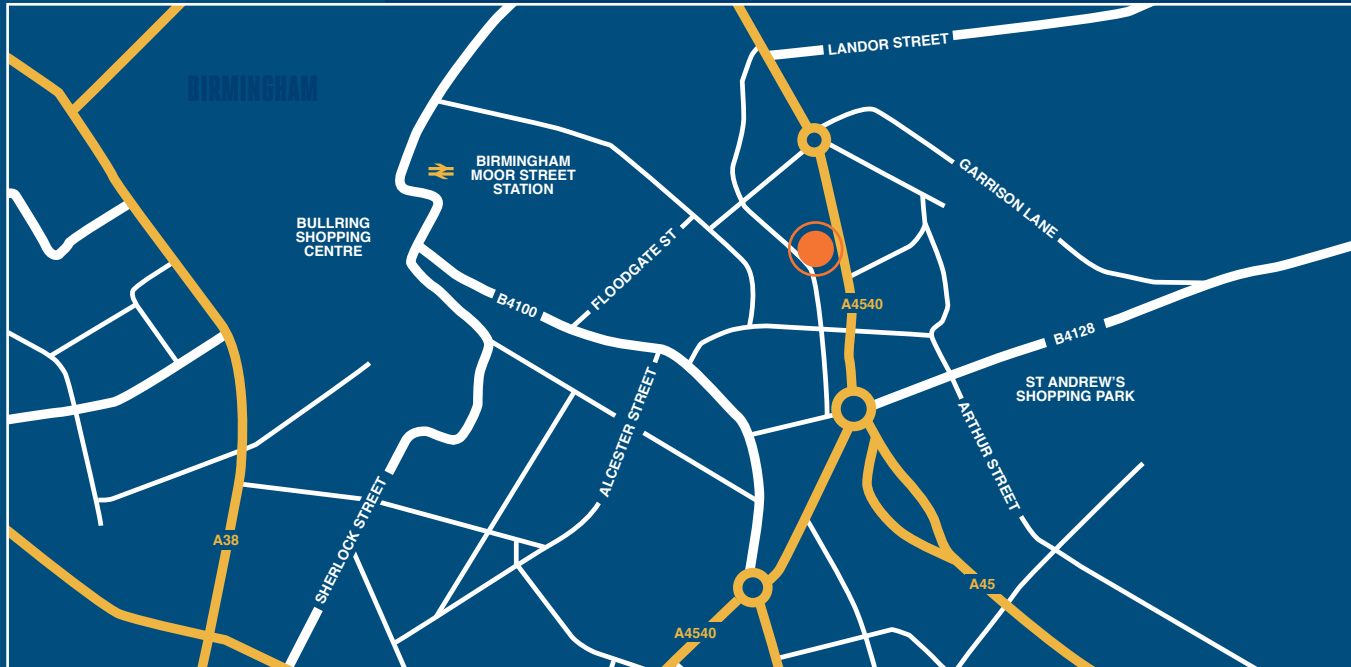 LANDOR STREET
BIRMINGHAM
BIRMINGHAM
MOOR STREET
STATION
GARRISON LANE
BULLRING
SHOPPING
CENTRE
FLOODGATE ST
B4100
A4540
B4128
ST ANDREW'S
SHOPPING PARK
ALCESTER STREET
ARTHUR STREET
SHERLOCK STREET
A38
A45
A4540